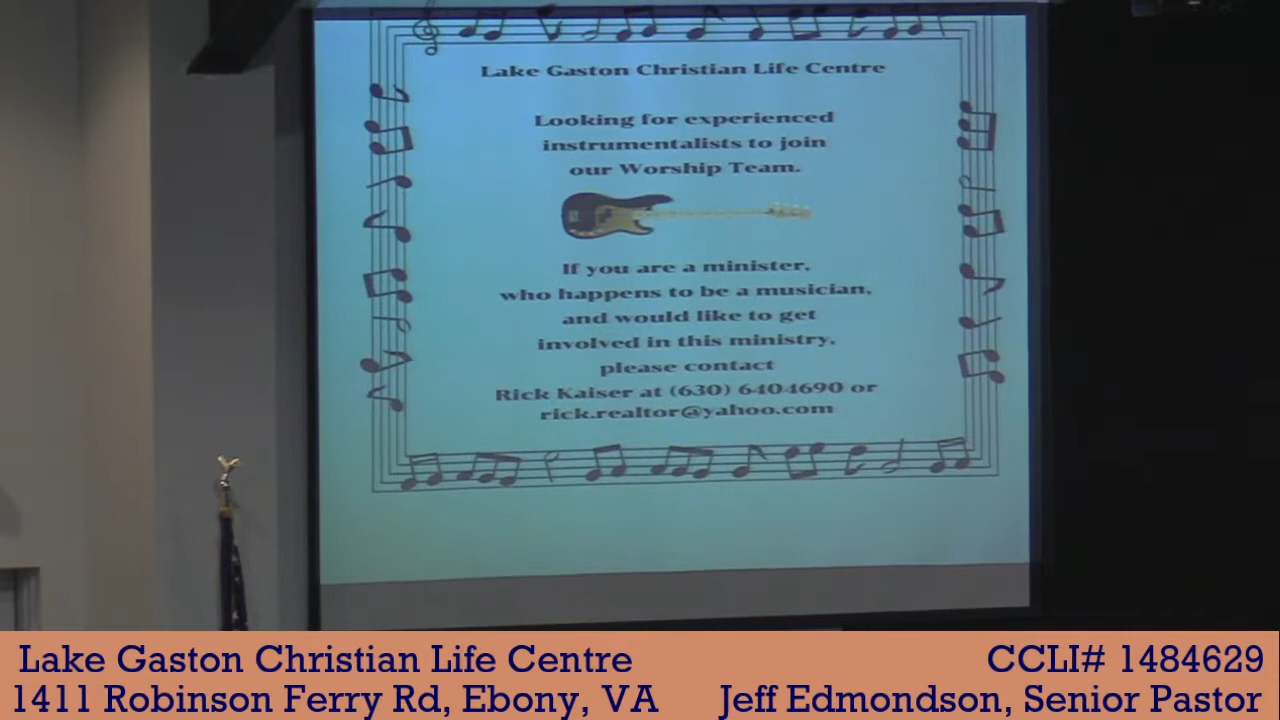 Lake Gaston Christian Life Centre
Looking for experienced
instrumentalists to join
our Worship Team.
If you are a minister,
who happens to be a musician,
and would like to get
involved in this ministry,
please contact
Rick Kaiser at (630) 6404690 or
rick.realtor@yahoo.com
Lake Gaston Christian Life Centre
CCLI# 1484629
1411 Robinson Ferry Rd, Ebony, VA
Jeff Edmondson, Senior Pastor